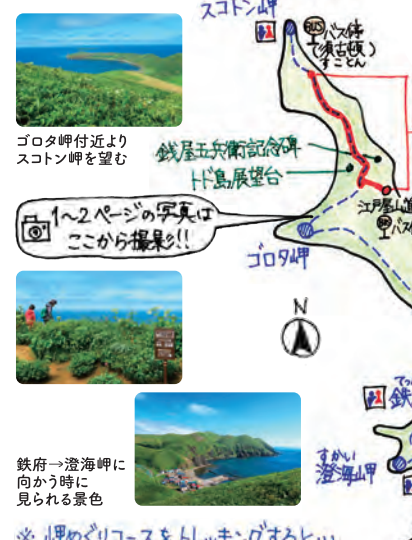 スコトン岬
BUS バス停
(須古頓)
すことん
ゴロタ岬付近より
スコトン岬を望む
銭屋五兵衛記念碑
トド島展望台
江戸屋山道
1〜2ページの写真は
ここから撮影!!
ゴロタ岬
N
鉄府→澄海岬に
向かう時に
見られる景色
てっ
鉄
すかい
澄海岬
※ 岬めぐりコースをトレッキングすると…